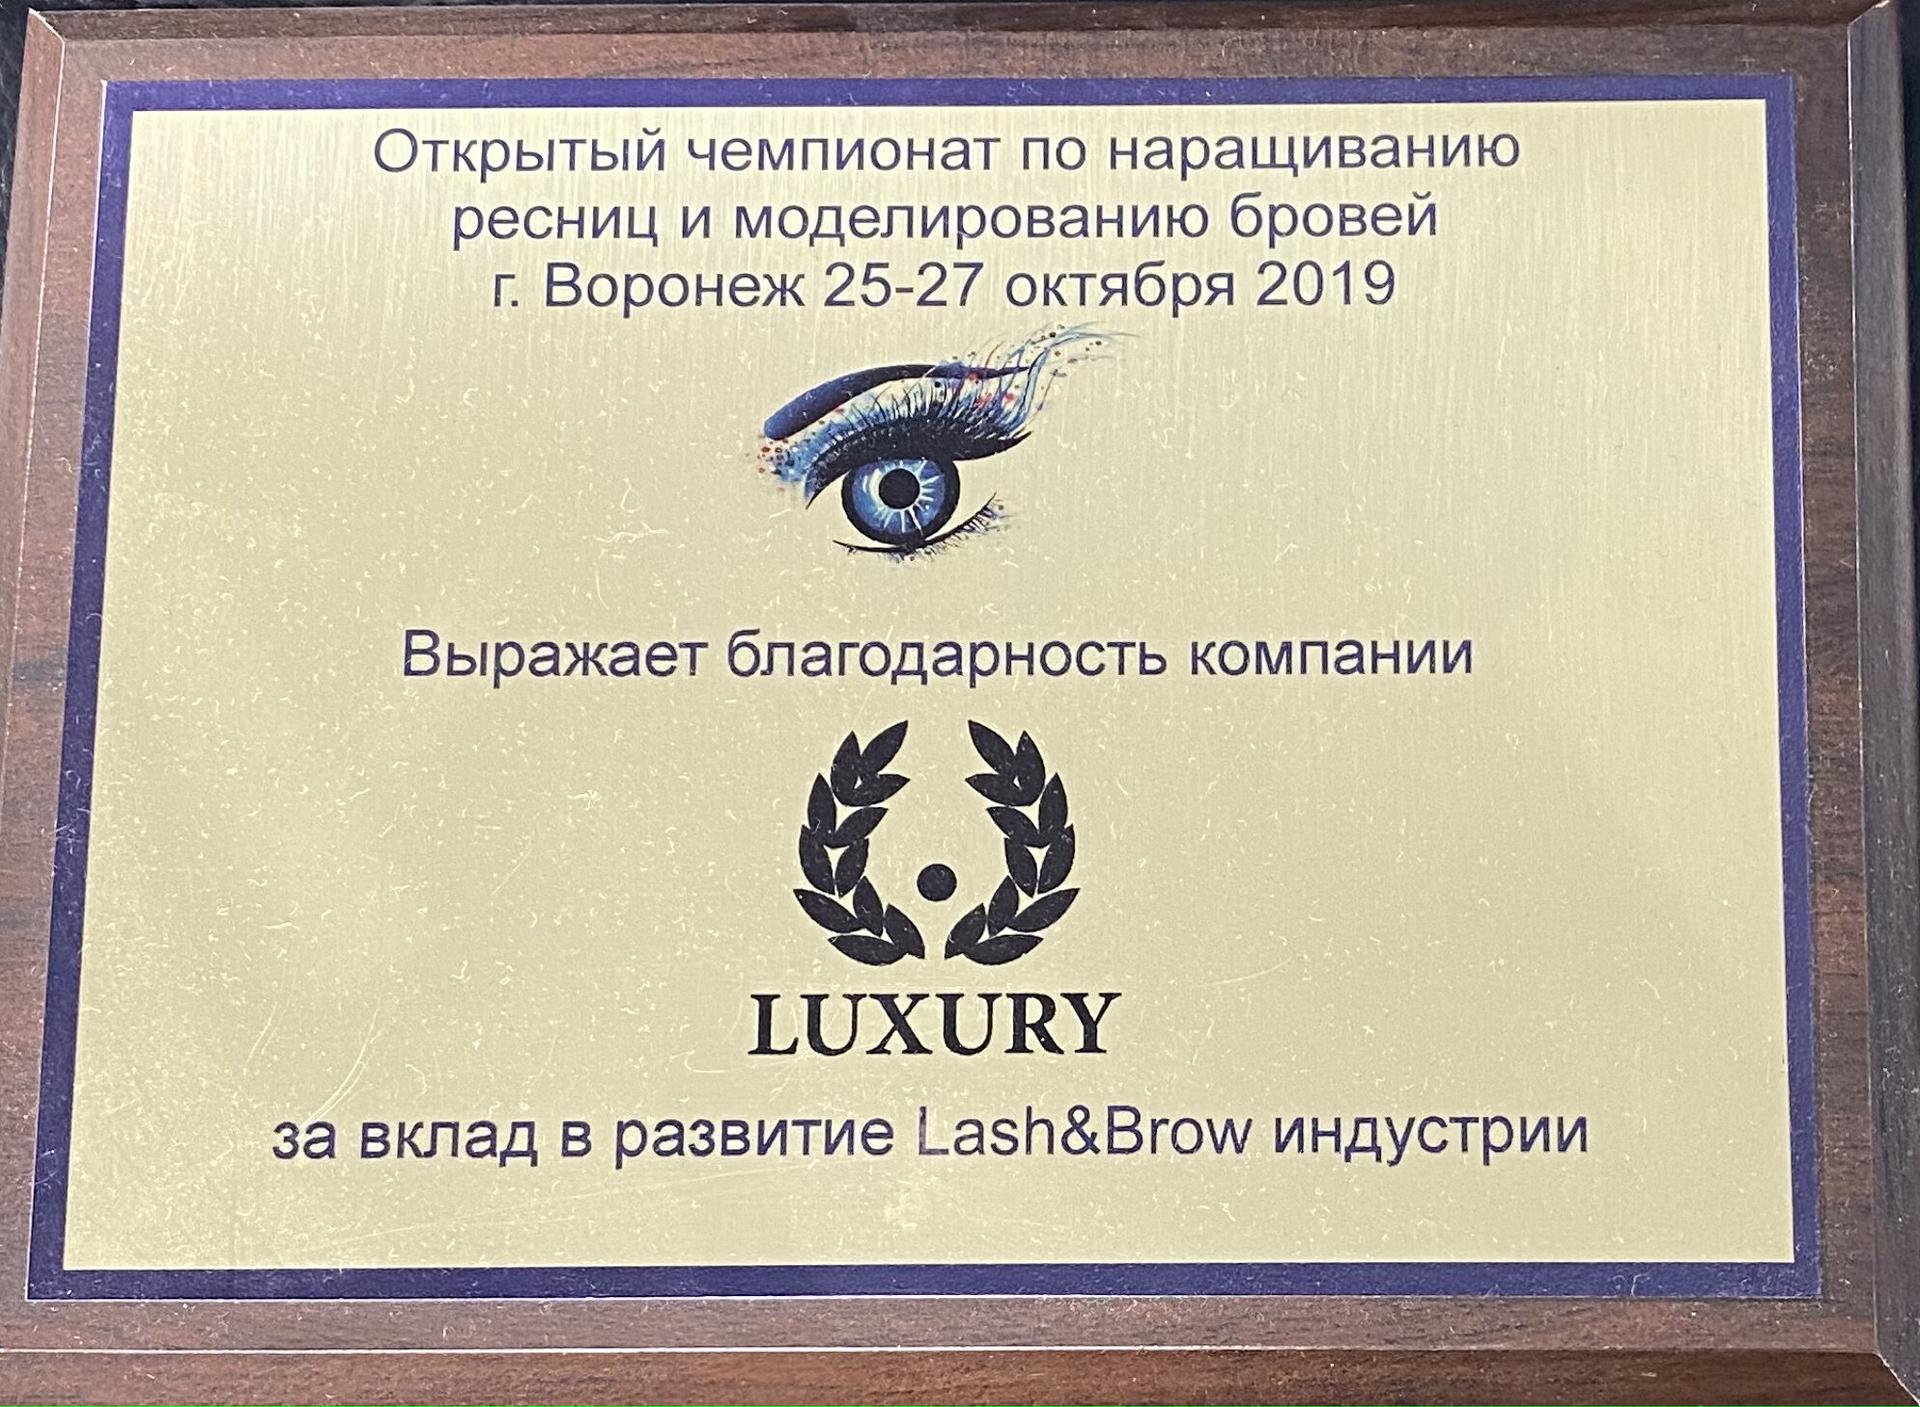 Открытый чемпионат по наращиванию
ресниц и моделированию бровей
г. Воронеж 25-27 октября 2019
Выражает благодарность компании
LUXURY
за вклад в развитие Lash&Brow индустрии